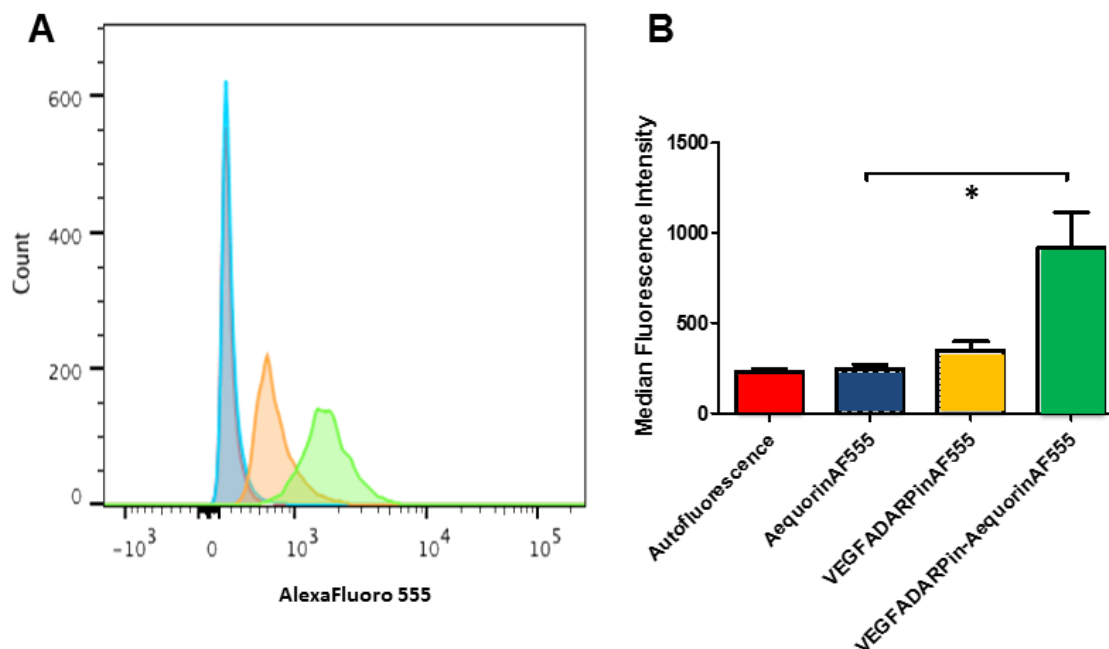 A
Count
600
400
200
0
-10³
0
10³
10⁴
10⁵
AlexaFluoro 555
B
Median Fluorescence Intensity
1500
1000
500
0
*
Autofluorescence
AequorinAF555
VEGFADARPinAF555
VEGFADARPin-AequorinAF555